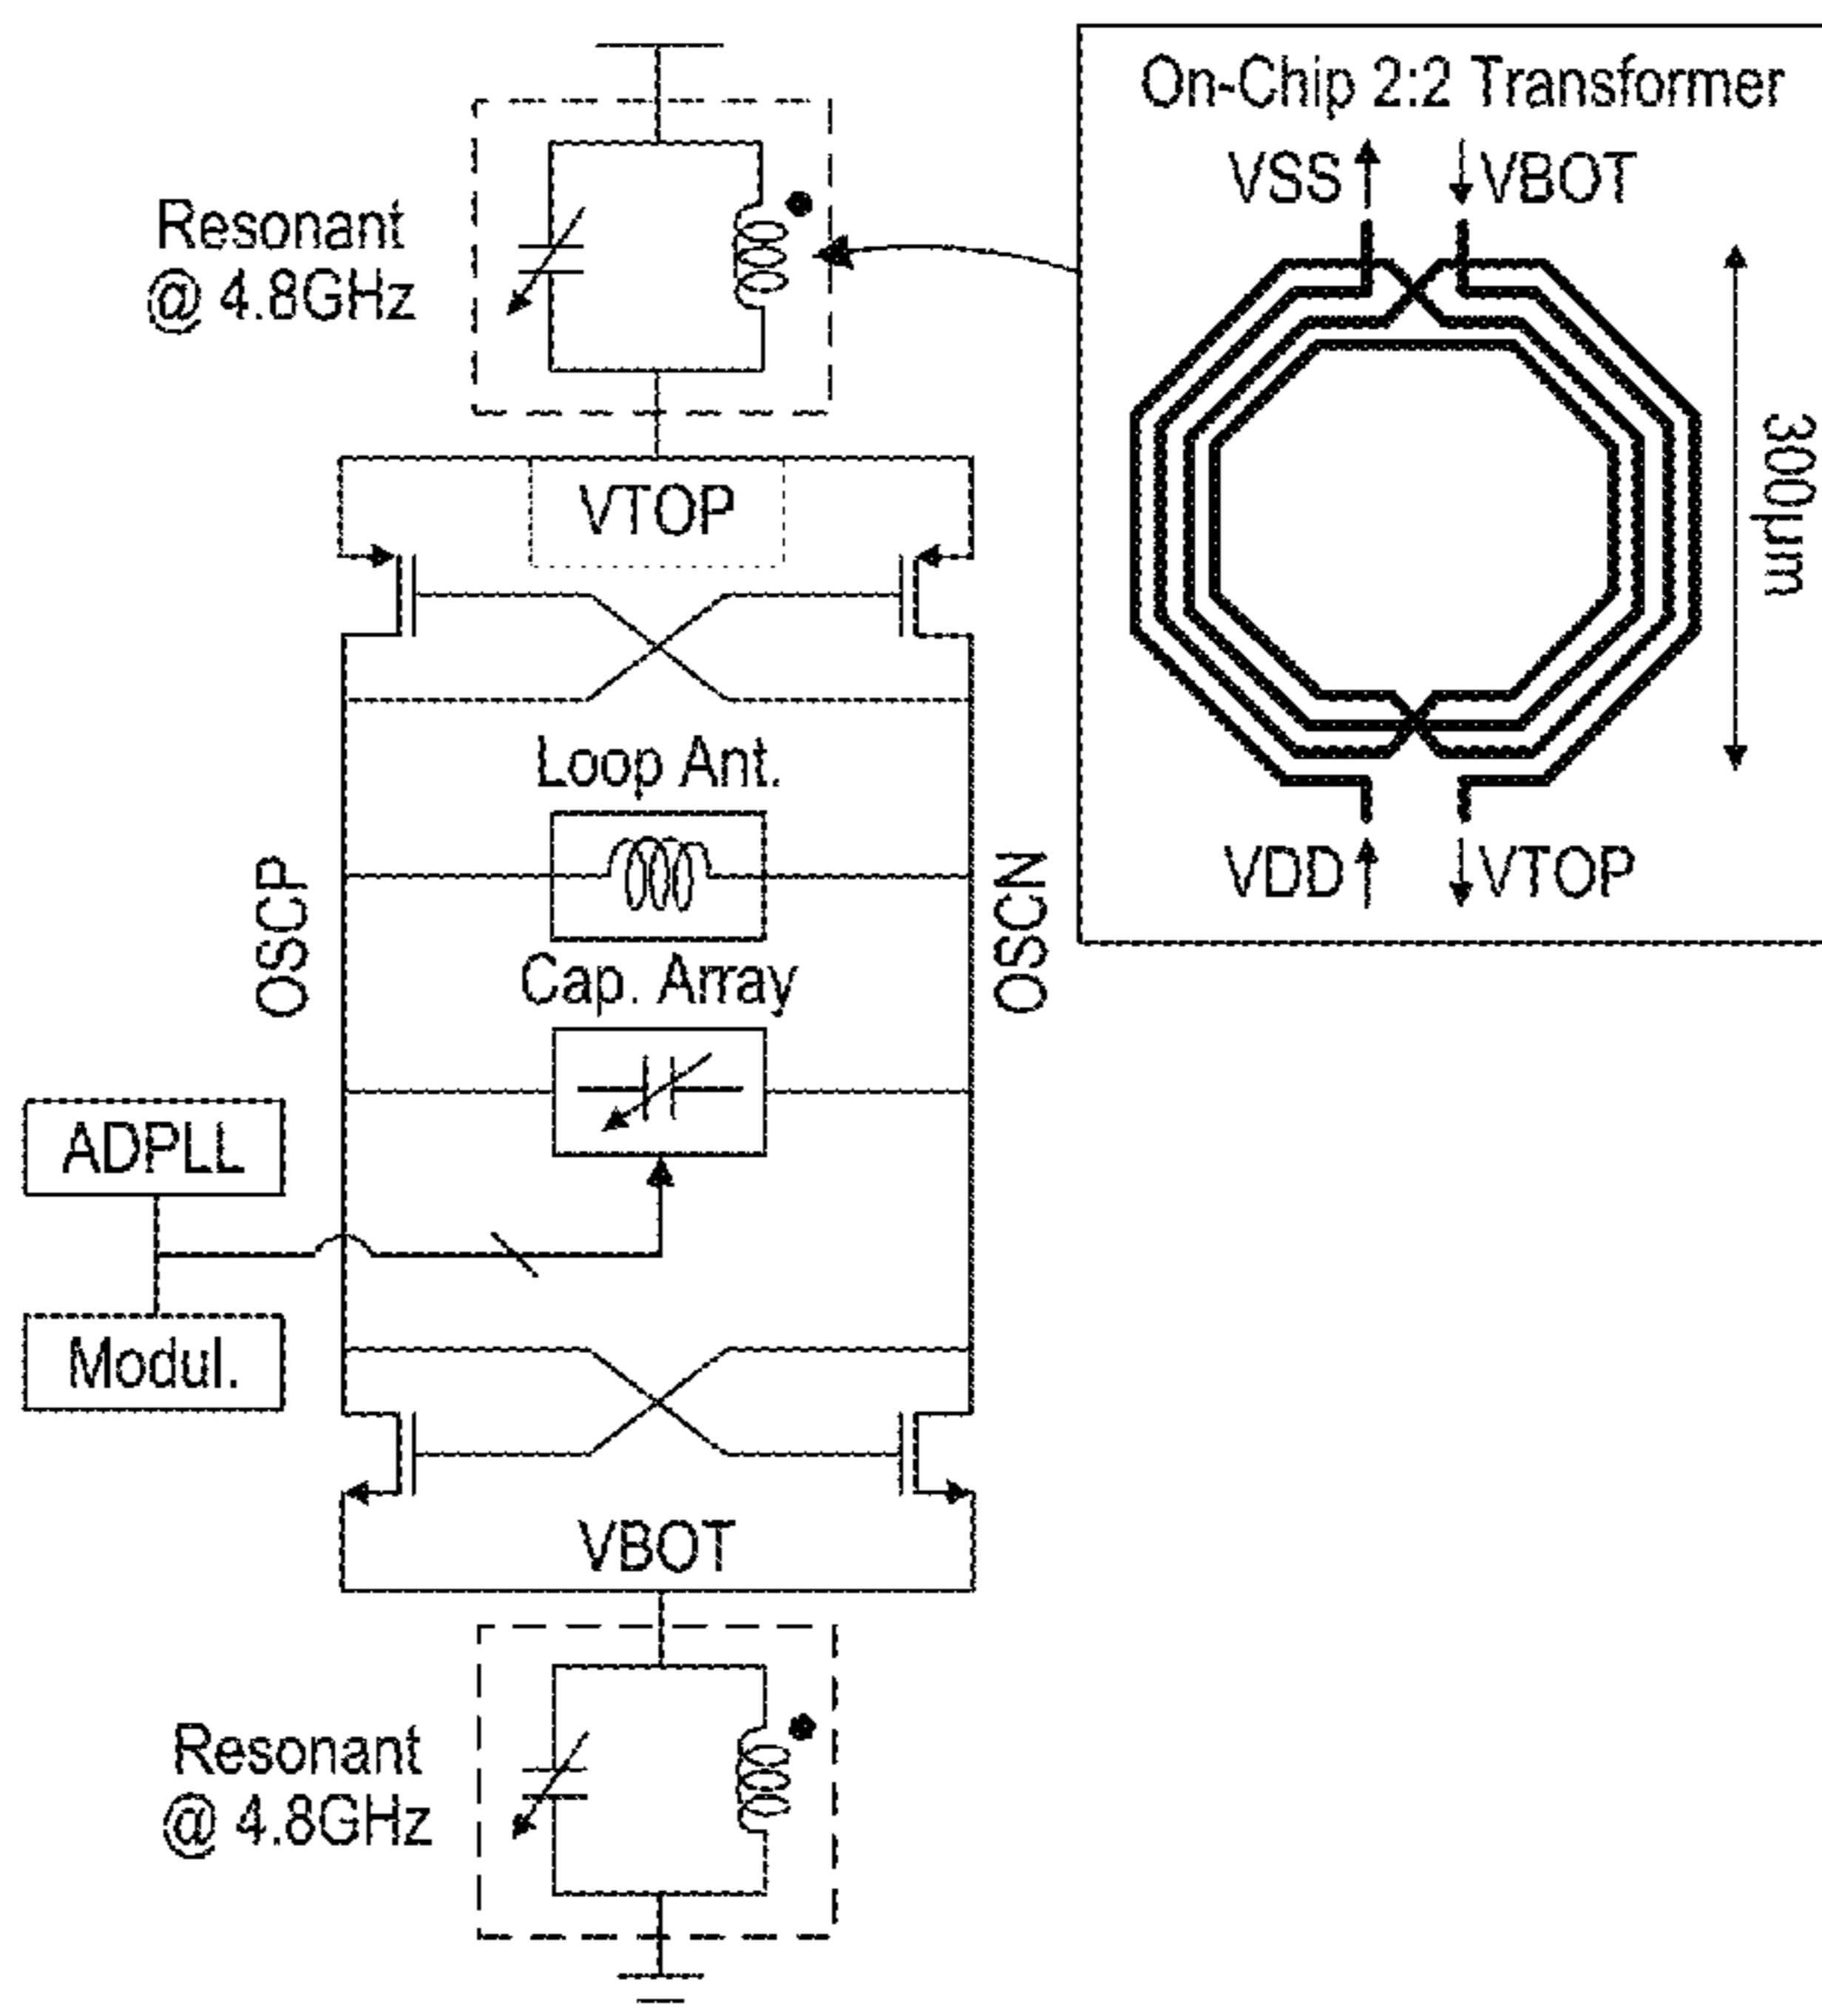 On-Chip 2:2 Transformer
VSS
VBOT
300µm
VDD
VTOP
Resonant
@ 4.8GHz
VTOP
Loop Ant.
OSCP
OSCN
Cap. Array
ADPLL
Modul.
VBOT
Resonant
@ 4.8GHz